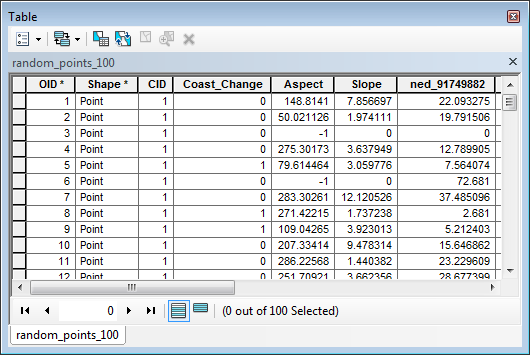 Table
random_points_100
OID * Shape * CID Coast_Change Aspect Slope ned_91749882
1 Point 1 0 148.8141 7.856697 22.093275
2 Point 1 0 50.021126 1.974111 19.791506
3 Point 1 0 -1 0 0
4 Point 1 0 275.30173 3.637949 12.789905
5 Point 1 1 79.614464 3.059776 7.564074
6 Point 1 0 -1 0 72.681
7 Point 1 0 283.30261 12.120526 37.485096
8 Point 1 1 271.42215 1.737238 2.681
9 Point 1 1 109.04265 3.923013 5.212403
10 Point 1 0 207.33414 9.478314 15.646862
11 Point 1 0 286.22568 1.440382 23.229609
12 Point 1 0 251.70921 3.662356 28.677399
0 (0 out of 100 Selected)
random_points_100